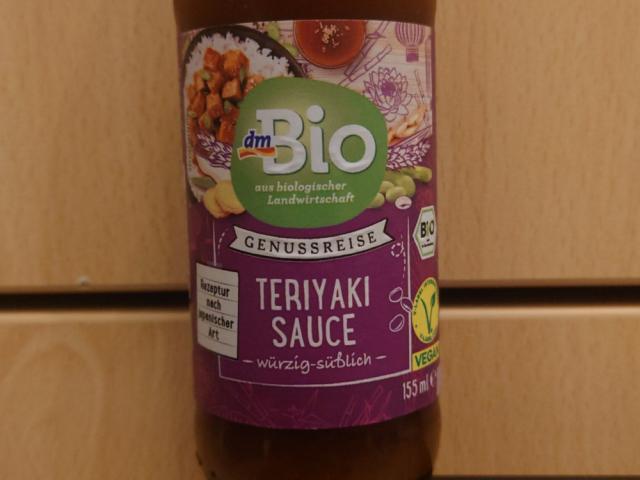 dm
Bio
aus biologischer
Landwirtschaft
GENUSSREISE
BIO
Rezeptur
nach
japanischer
Art
TERIYAKI
SAUCE
– würzig-süßlich –
VEGAN
155 ml e